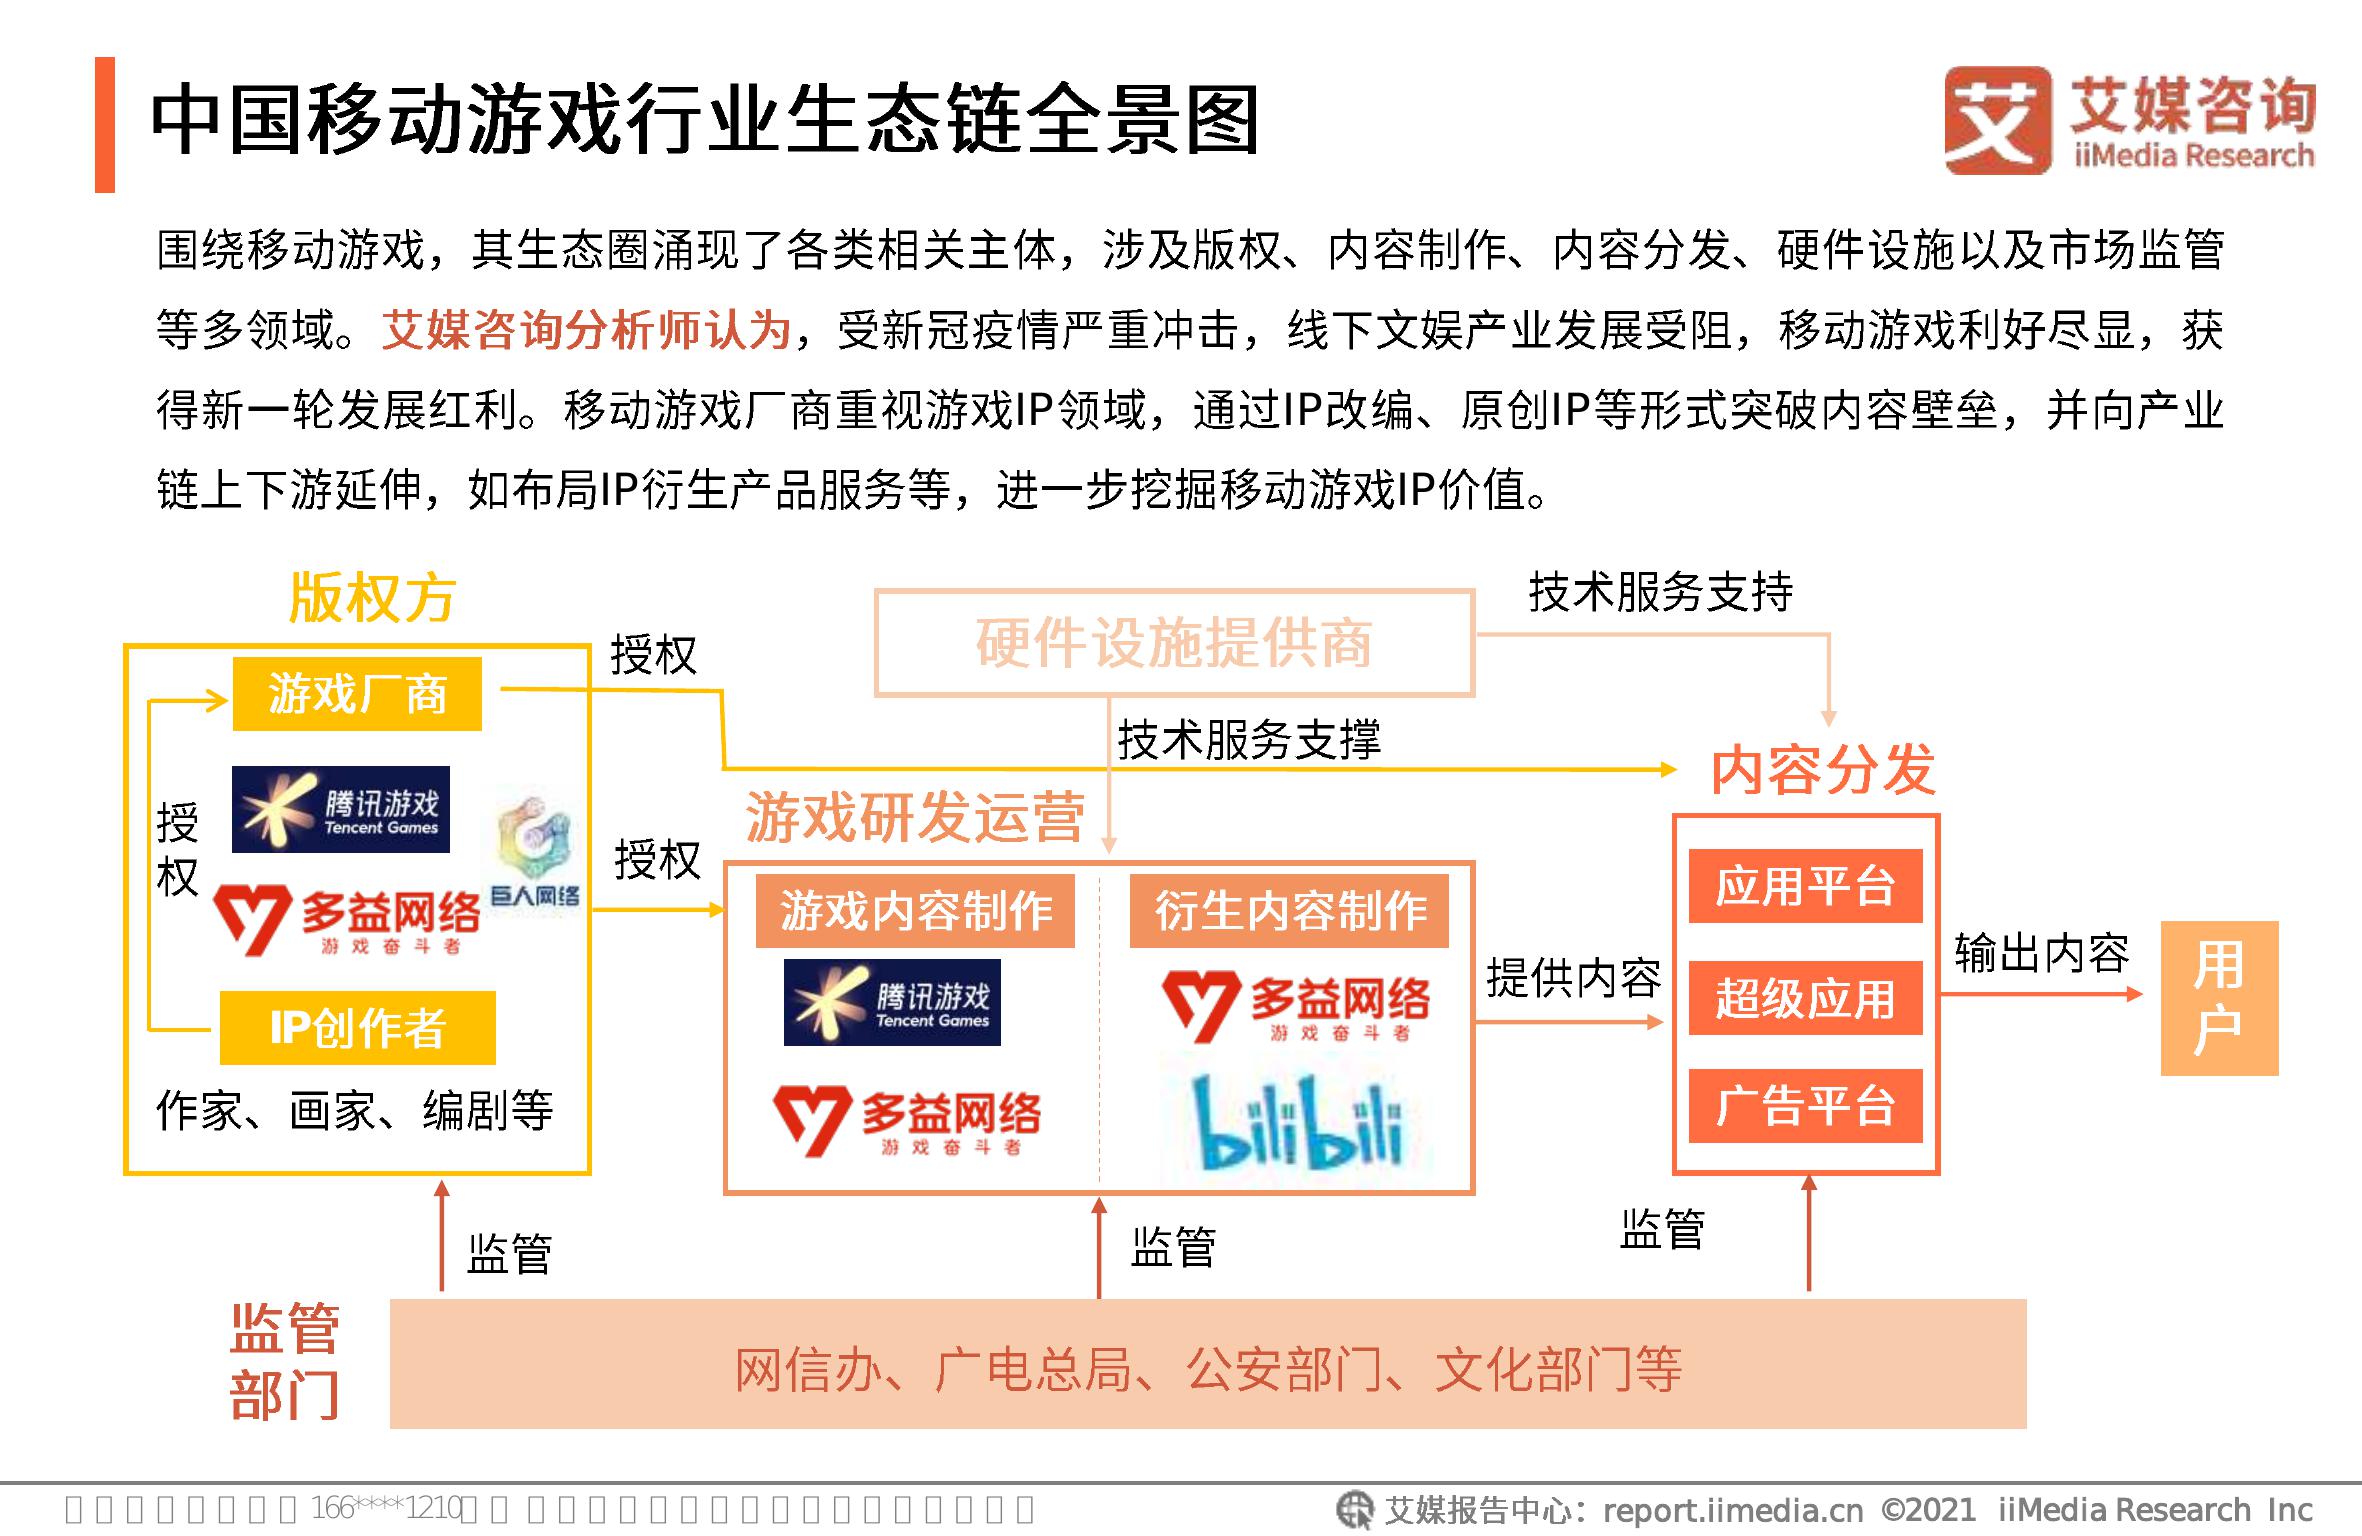 中国移动游戏行业生态链全景图
艾
艾媒咨询
iiMedia Research
围绕移动游戏，其生态圈涌现了各类相关主体，涉及版权、内容制作、内容分发、硬件设施以及市场监管
等多领域。艾媒咨询分析师认为，受新冠疫情严重冲击，线下文娱产业发展受阻，移动游戏利好尽显，获
得新一轮发展红利。移动游戏厂商重视游戏IP领域，通过IP改编、原创IP等形式突破内容壁垒，并向产业
链上下游延伸，如布局IP衍生产品服务等，进一步挖掘移动游戏IP价值。
版权方
游戏厂商
授权
腾讯游戏
Tencent Games
巨人网络
多益网络
游戏奋斗者
IP创作者
作家、画家、编剧等
授权
授权
硬件设施提供商
技术服务支持
技术服务支撑
游戏研发运营
游戏内容制作
腾讯游戏
Tencent Games
多益网络
游戏奋斗者
衍生内容制作
多益网络
游戏奋斗者
bilibili
提供内容
内容分发
应用平台
超级应用
广告平台
输出内容
用户
监管
监管
监管
监管
部门
网信办、广电总局、公安部门、文化部门等
166****1210
艾媒报告中心：report.iimedia.cn ©2021 iiMedia Research Inc